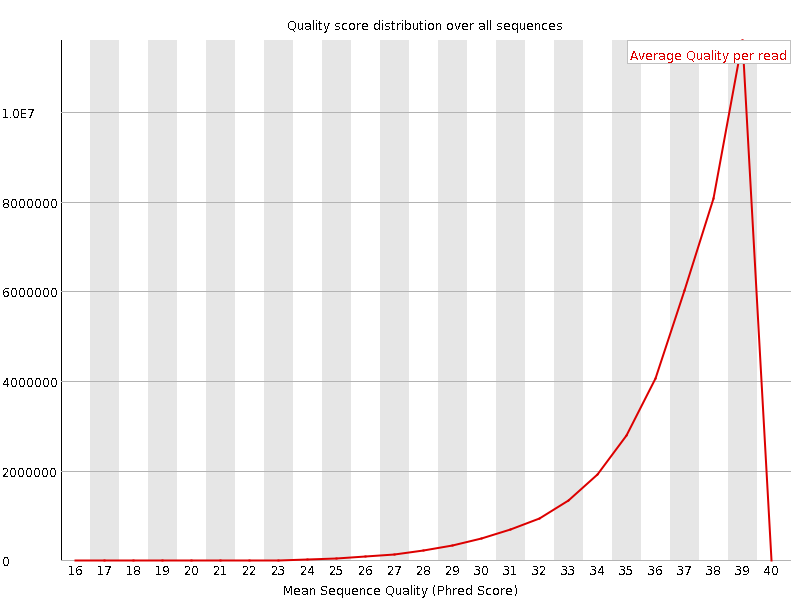 Quality score distribution over all sequences
Average Quality per read
1.0E7
8000000
6000000
4000000
2000000
0
16 17 18 19 20 21 22 23 24 25 26 27 28 29 30 31 32 33 34 35 36 37 38 39 40
Mean Sequence Quality (Phred Score)